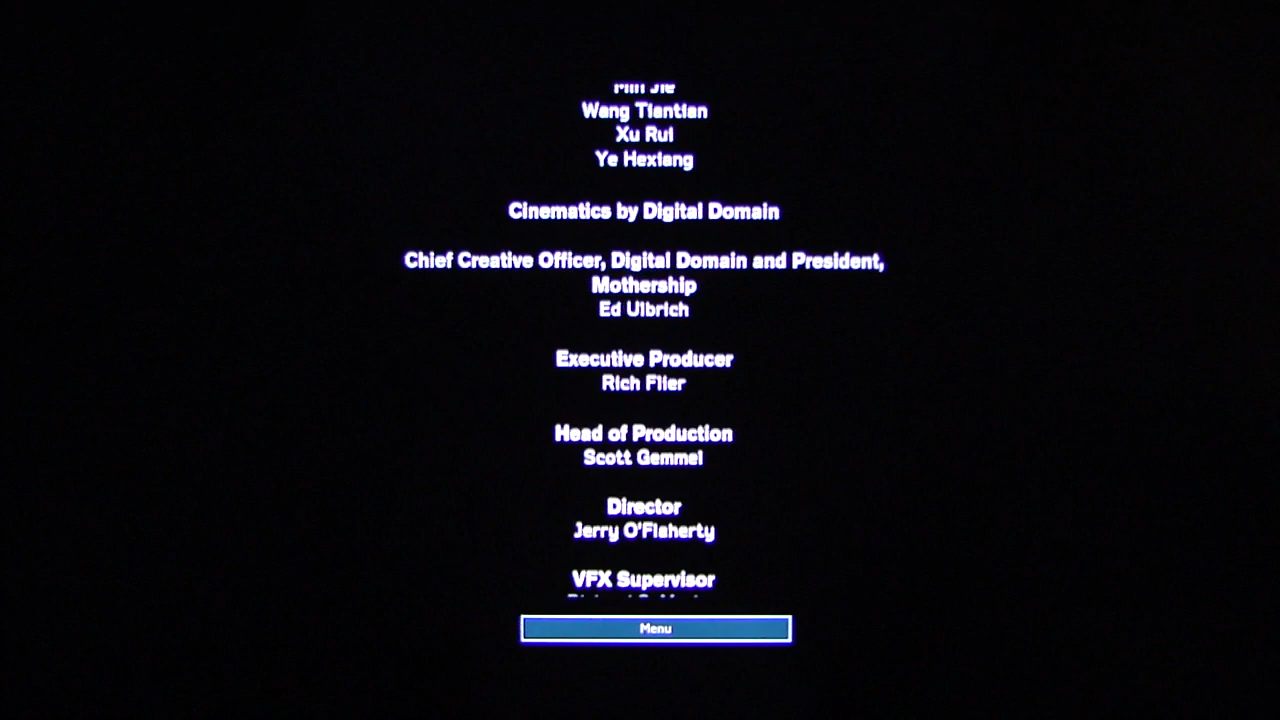 Wang Tiantian
Xu Rui
Ye Hexiang
Cinematics by Digital Domain
Chief Creative Officer, Digital Domain and President,
Mothership
Ed Ulbrich
Executive Producer
Rich Flier
Head of Production
Scott Gemmel
Director
Jerry O'Flaherty
VFX Supervisor
Menu